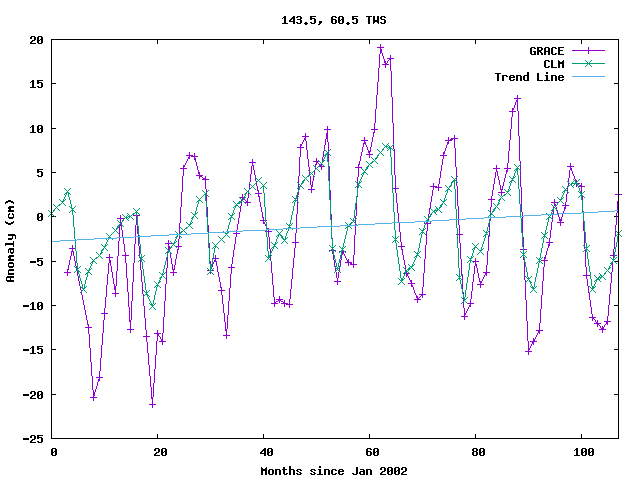 143.5, 60.5 TWS
GRACE
CLM
Trend Line
20
15
10
5
0
-5
-10
-15
-20
-25
Anomaly (cm)
0 20 40 60 80 100
Months since Jan 2002